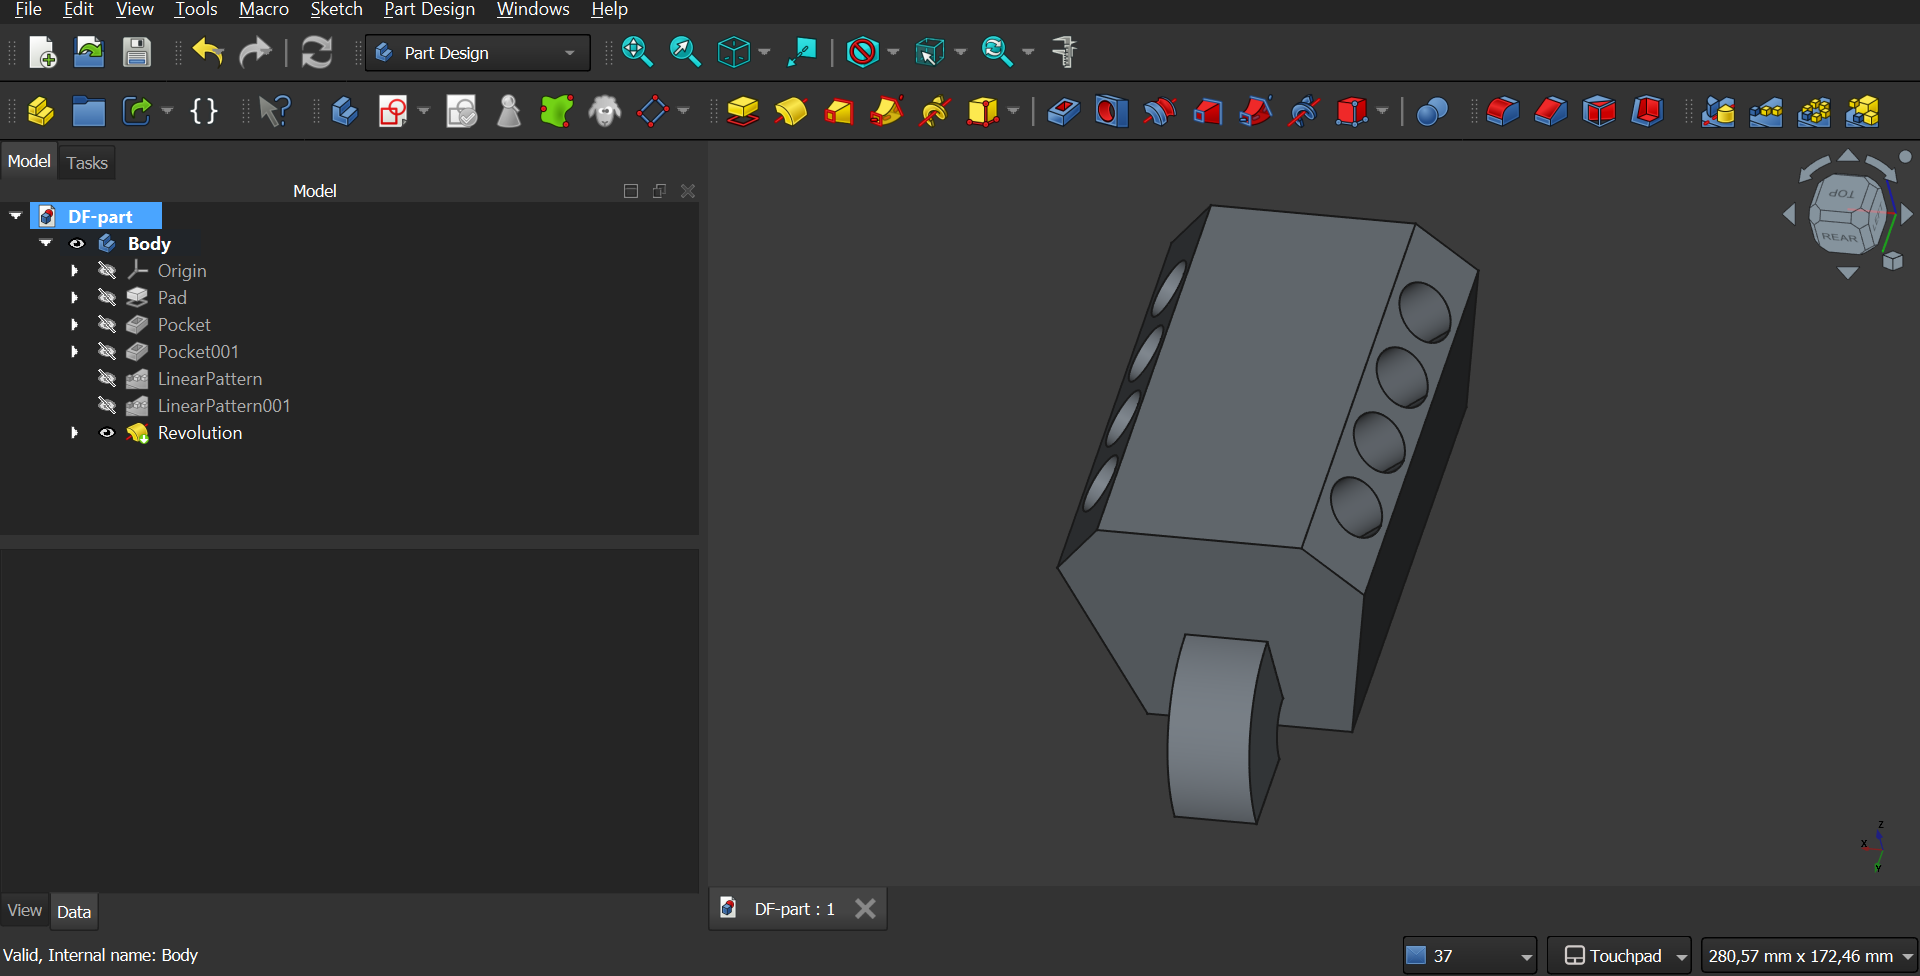 File Edit View Tools Macro Sketch Part Design Windows Help
Part Design
Model Tasks
Model
DF-part
Body
Origin
Pad
Pocket
Pocket001
LinearPattern
LinearPattern001
Revolution
TOP
REAR
Z
X
Y
View Data
DF-part : 1
Valid, Internal name: Body
37 Touchpad 280,57 mm x 172,46 mm